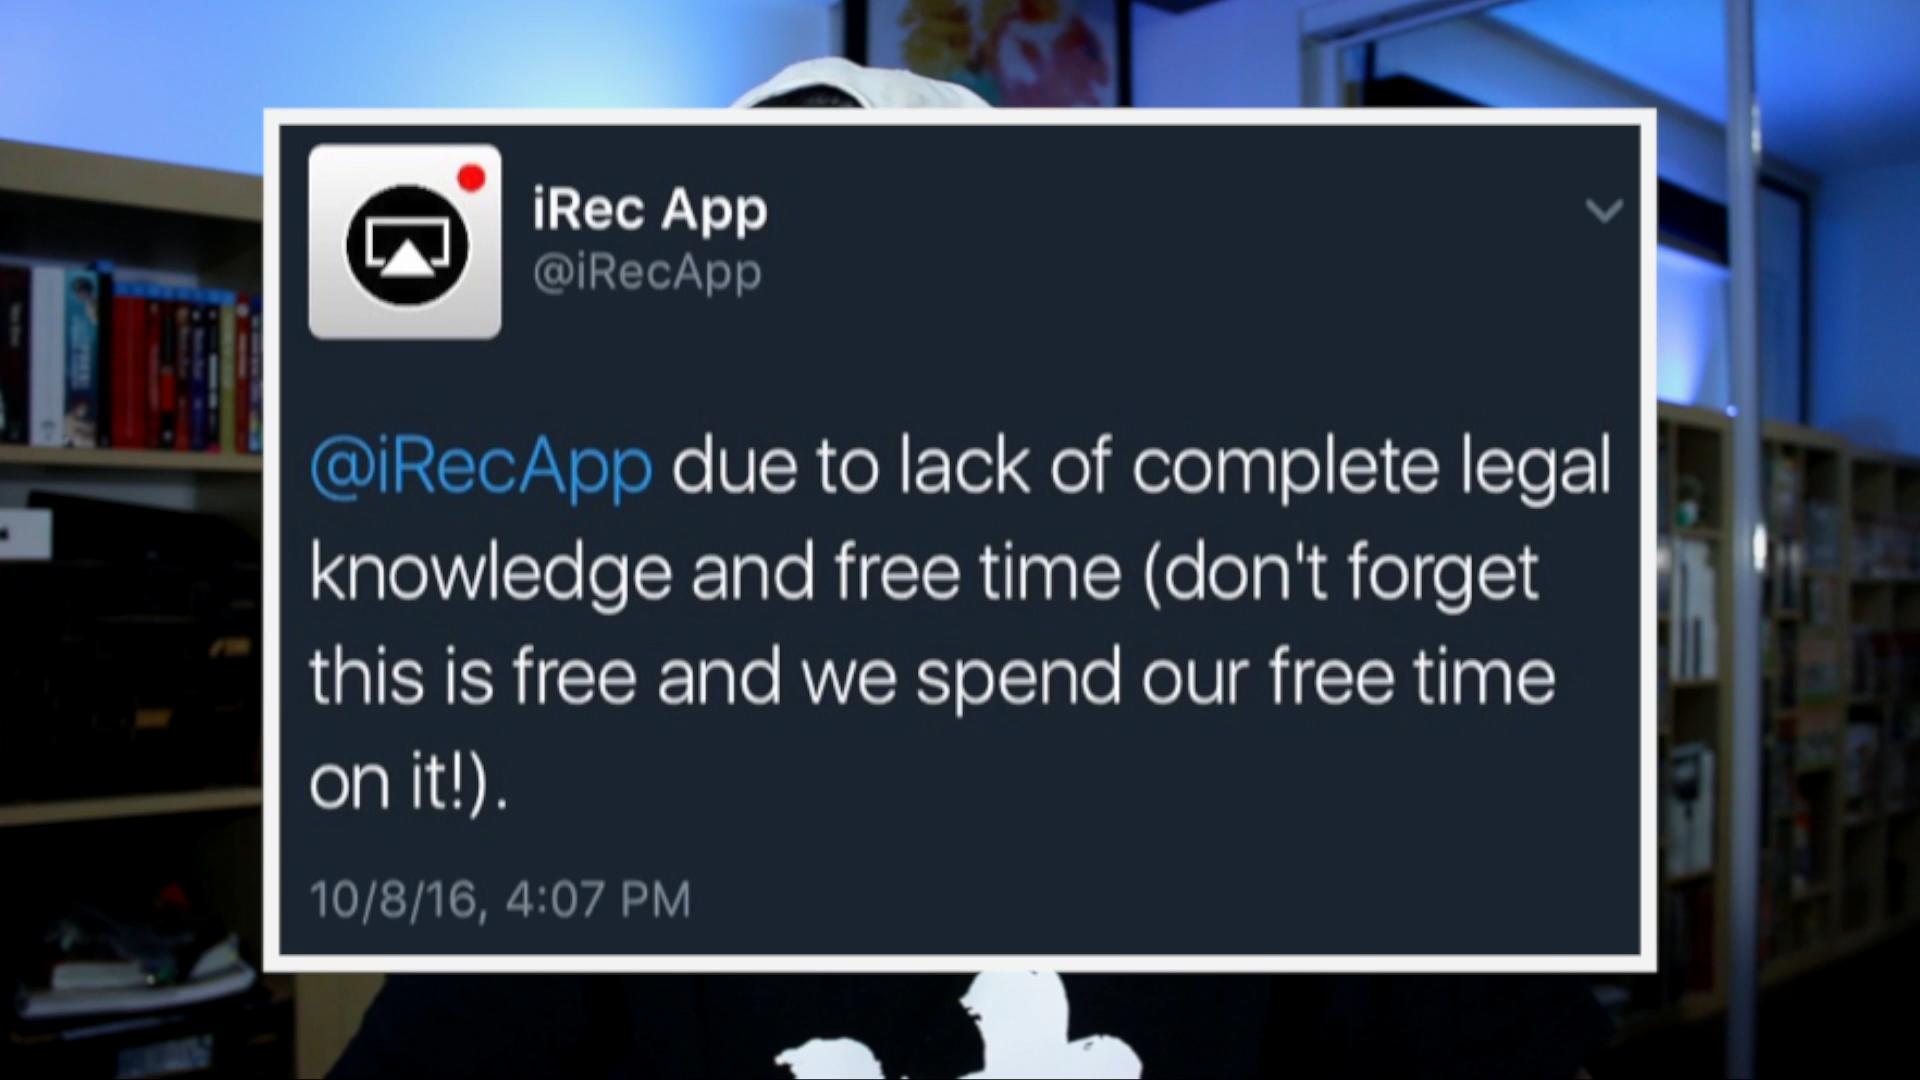 iRec App
@iRecApp
@iRecApp due to lack of complete legal
knowledge and free time (don't forget
this is free and we spend our free time
on it!).
10/8/16, 4:07 PM